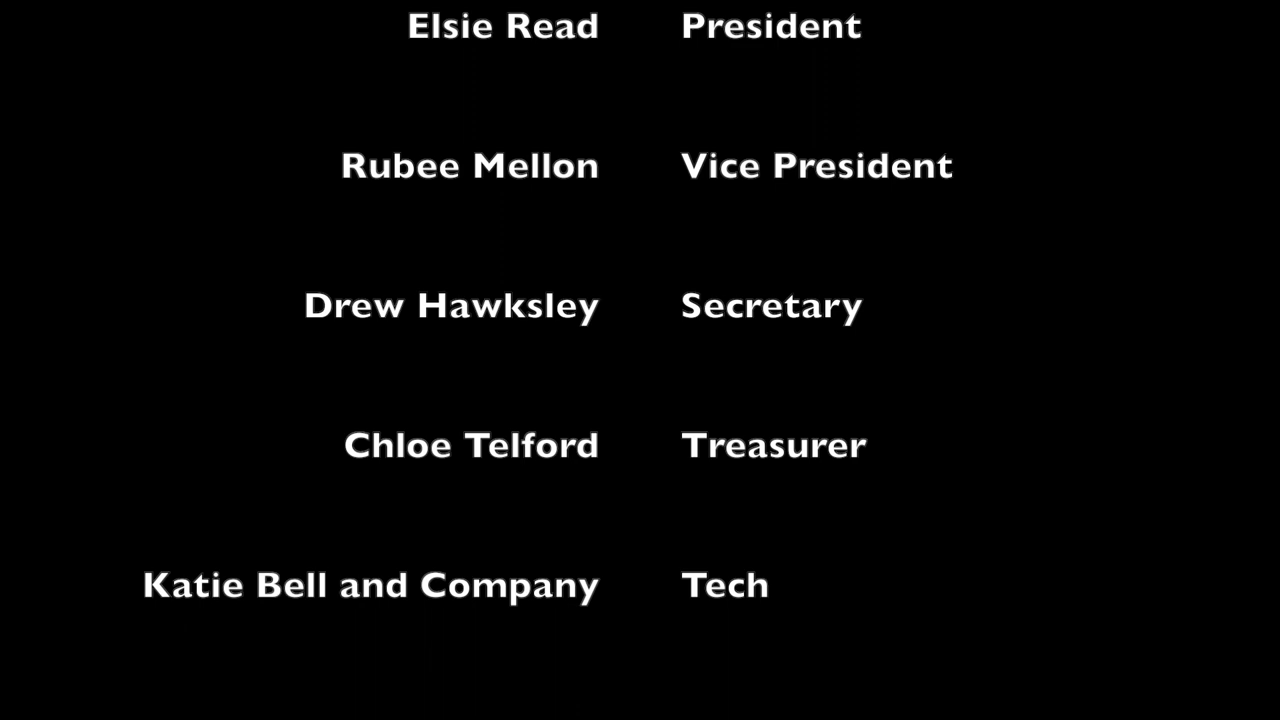 Elsie Read President
Rubee Mellon Vice President
Drew Hawksley Secretary
Chloe Telford Treasurer
Katie Bell and Company Tech